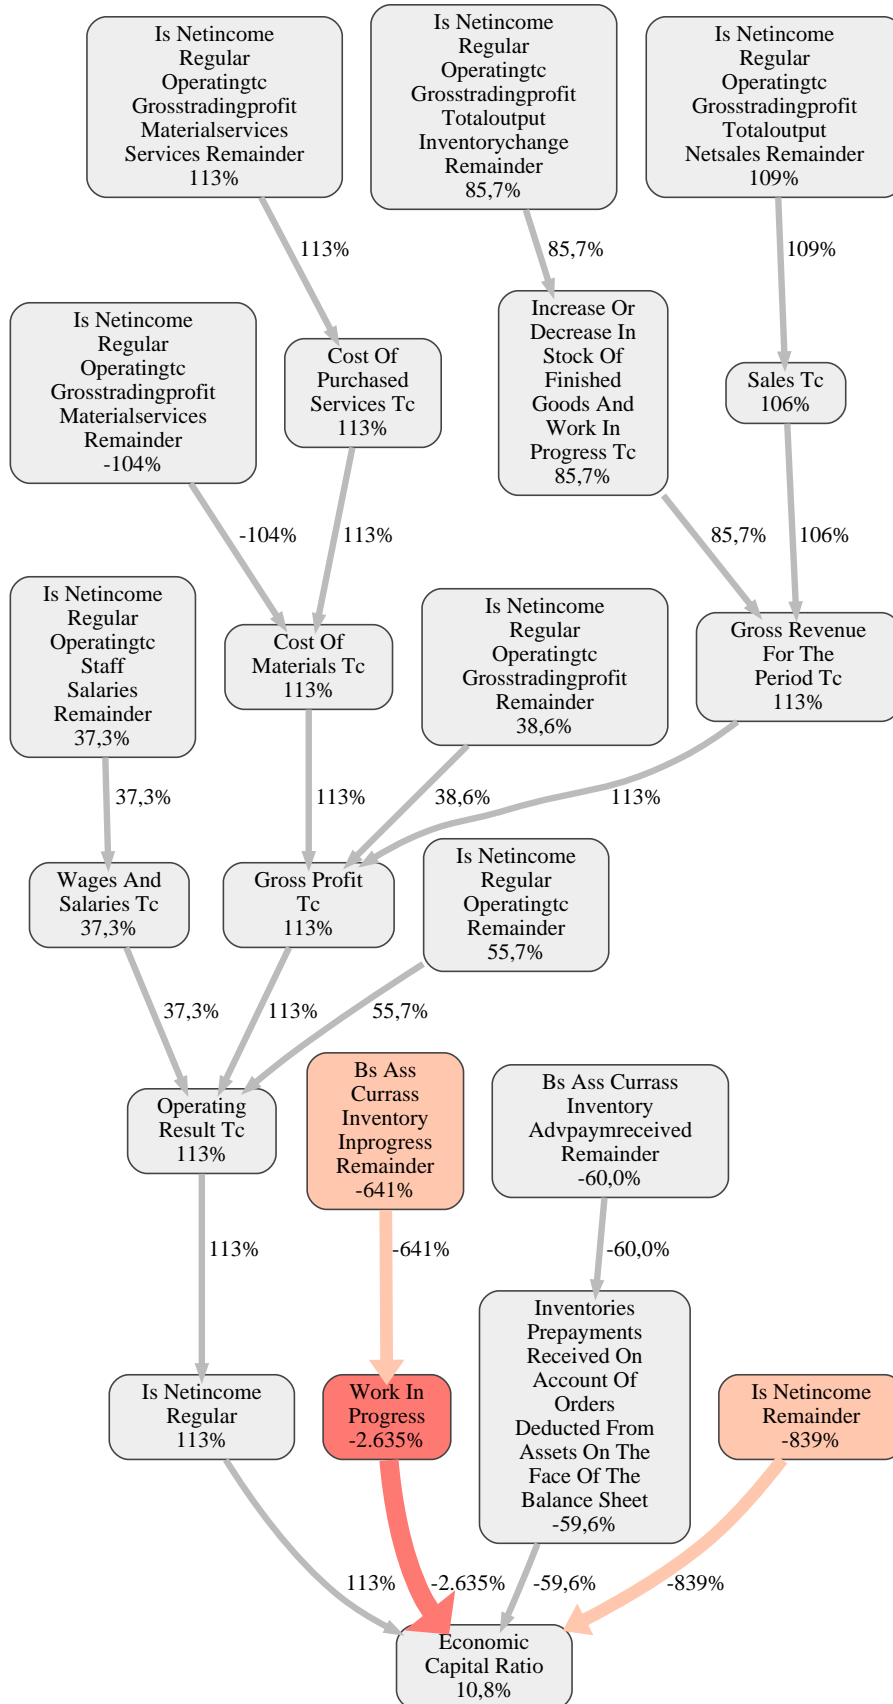 Is Netincome
Regular
Operatingtc
Grosstradingprofit
Materialservices
Services Remainder
113%
Is Netincome
Regular
Operatingtc
Grosstradingprofit
Totaloutput
Inventorychange
Remainder
85,7%
Is Netincome
Regular
Operatingtc
Grosstradingprofit
Totaloutput
Netsales Remainder
109%
113%
85,7%
109%
Is Netincome
Regular
Operatingtc
Grosstradingprofit
Materialservices
Remainder
-104%
Cost Of
Purchased
Services Tc
113%
Increase Or
Decrease In
Stock Of
Finished
Goods And
Work In
Progress Tc
85,7%
Sales Tc
106%
-104%
113%
85,7%
106%
Is Netincome
Regular
Operatingtc
Staff
Salaries
Remainder
37,3%
Cost Of
Materials Tc
113%
Is Netincome
Regular
Operatingtc
Grosstradingprofit
Remainder
38,6%
Gross Revenue
For The
Period Tc
113%
37,3%
113%
38,6%
113%
Wages And
Salaries Tc
37,3%
Gross Profit
Tc
113%
Is Netincome
Regular
Operatingtc
Remainder
55,7%
37,3%
113%
55,7%
Operating
Result Tc
113%
Bs Ass
Currass
Inventory
Inprogress
Remainder
-641%
Bs Ass Currass
Inventory
Advpaymreceived
Remainder
-60,0%
113%
-641%
-60,0%
Is Netincome
Regular
113%
Work In
Progress
-2.635%
Inventories
Prepayments
Received On
Account Of
Orders
Deducted From
Assets On The
Face Of The
Balance Sheet
-59,6%
Is Netincome
Remainder
-839%
113%
-2.635%
-59,6%
-839%
Economic
Capital Ratio
10,8%